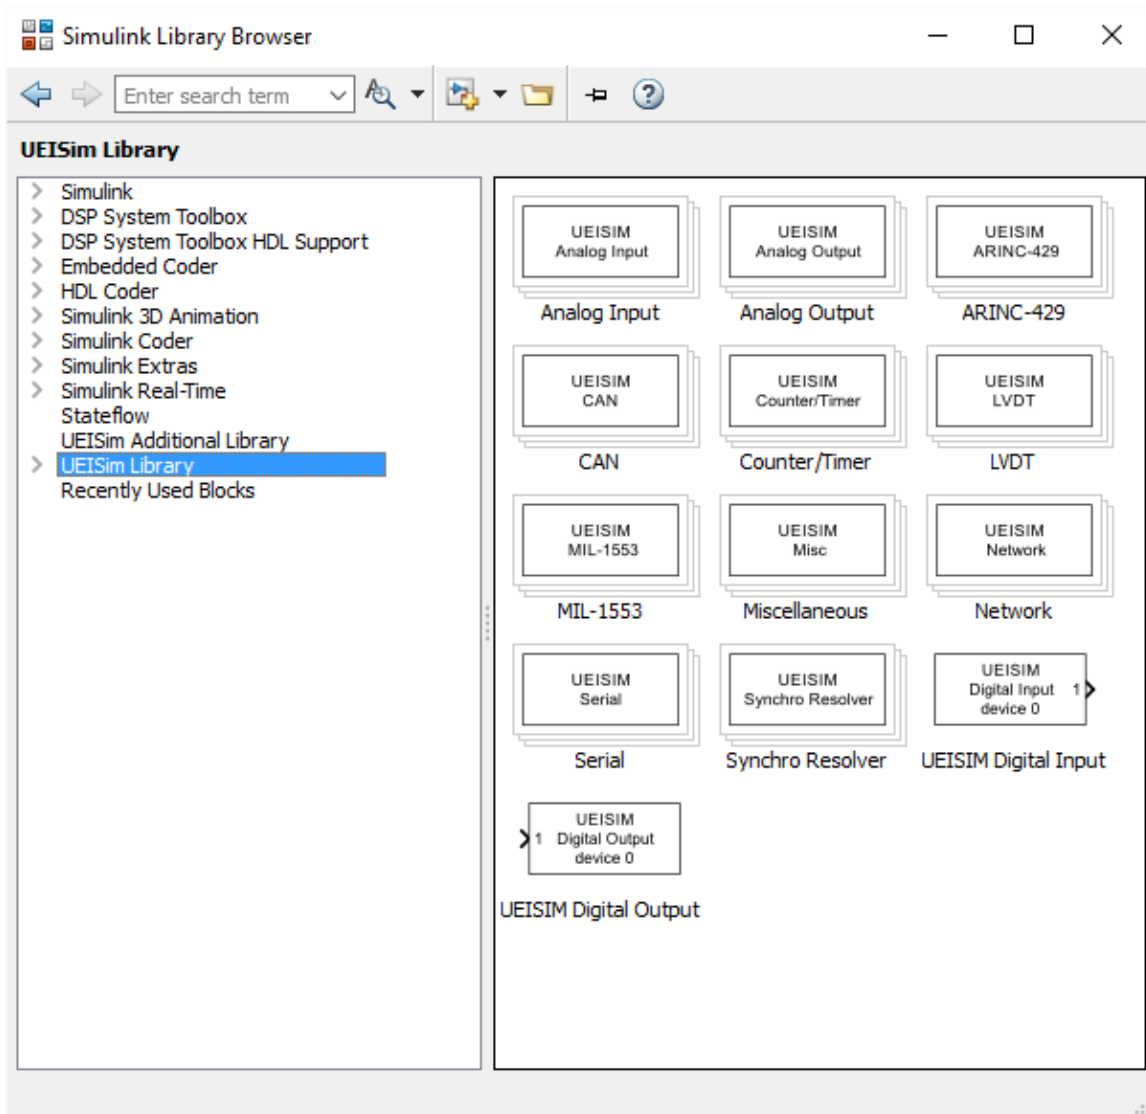 Simulink Library Browser
Enter search term
UEISim Library
Simulink
DSP System Toolbox
DSP System Toolbox HDL Support
Embedded Coder
HDL Coder
Simulink 3D Animation
Simulink Coder
Simulink Extras
Simulink Real-Time
Stateflow
UEISim Additional Library
UEISim Library
Recently Used Blocks
UEISIM
Analog Input
Analog Input
UEISIM
Analog Output
Analog Output
UEISIM
ARINC-429
ARINC-429
UEISIM
CAN
CAN
UEISIM
Counter/Timer
Counter/Timer
UEISIM
LVDT
LVDT
UEISIM
MIL-1553
MIL-1553
UEISIM
Misc
Miscellaneous
UEISIM
Network
Network
UEISIM
Serial
Serial
UEISIM
Synchro Resolver
Synchro Resolver
UEISIM
Digital Input 1
device 0
UEISIM Digital Input
UEISIM
1 Digital Output
device 0
UEISIM Digital Output